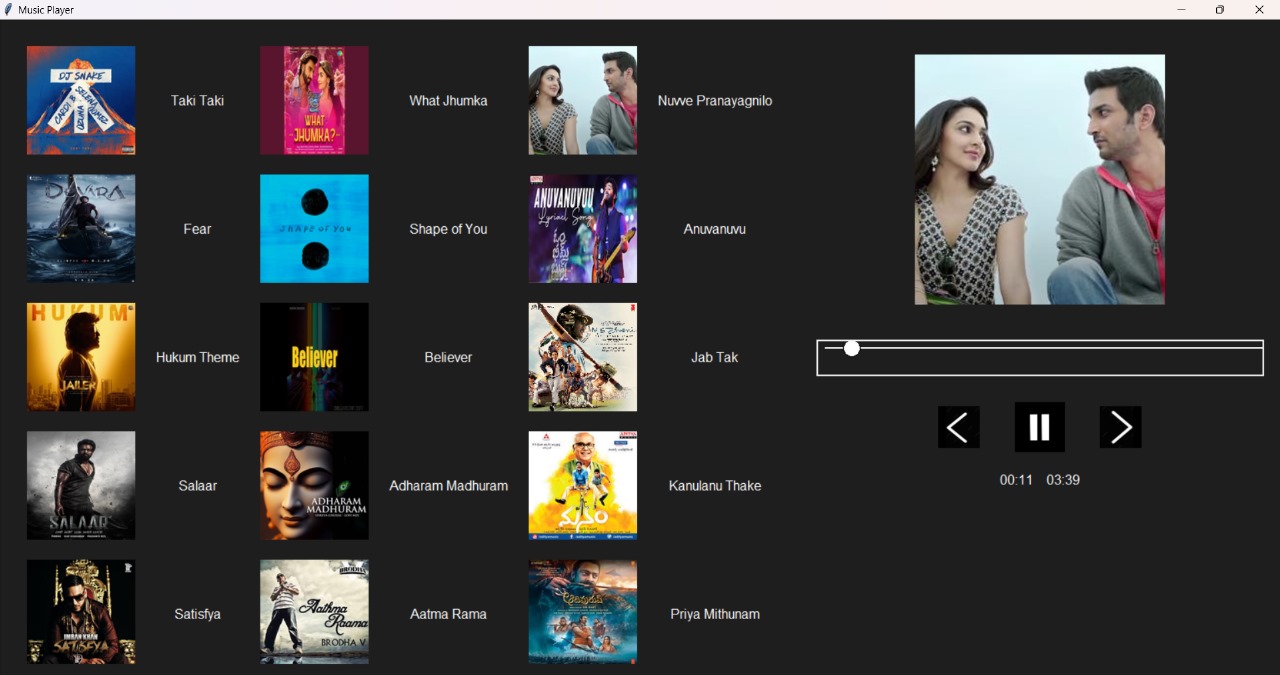 Music Player
DJ SNAKE
SELENA GOMEZ
OZUNA
CARDI B
Taki Taki
WHAT
JHUMKA?
What Jhumka
Nuvve Pranayagnilo
DEVARA
Fear
SHAPE OF YOU
Shape of You
ANUVANUVUU
Lyrical Song
Anuvanuvu
HUKUM
JAILER
Hukum Theme
Believer
Believer
Jab Tak
SALAAR
Salaar
ADHARAM
MADHURAM
Adharam Madhuram
మనం
Kanulanu Thake
IMRAN KHAN
SATISFYA
Satisfya
BRODHA
Aathma
Raama
BRODHA V
Aatma Rama
ఆదిపురుష్
Priya Mithunam
00:11 03:39